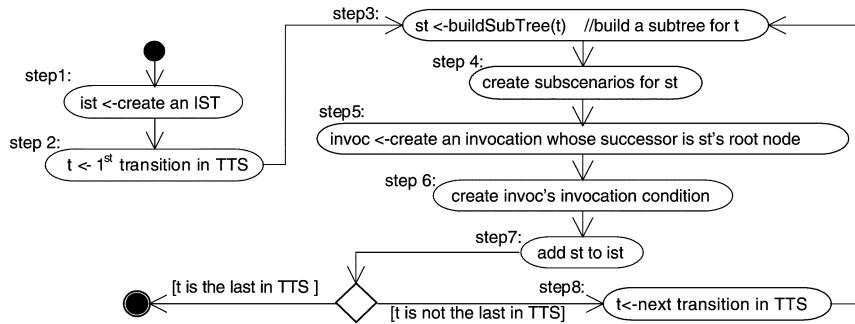 step1:
ist <-create an IST
step 2:
t <- 1st transition in TTS
step3:
st <-buildSubTree(t) //build a subtree for t
step 4:
create subscenarios for st
step5:
invoc <-create an invocation whose successor is st's root node
step 6:
create invoc's invocation condition
step7:
add st to ist
[t is the last in TTS ]
[t is not the last in TTS]
step8:
t<-next transition in TTS